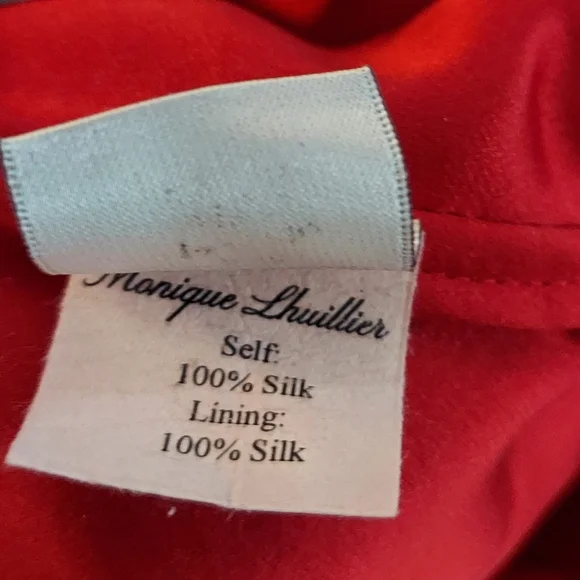 Monique Lhuillier
Self:
100% Silk
Lining:
100% Silk